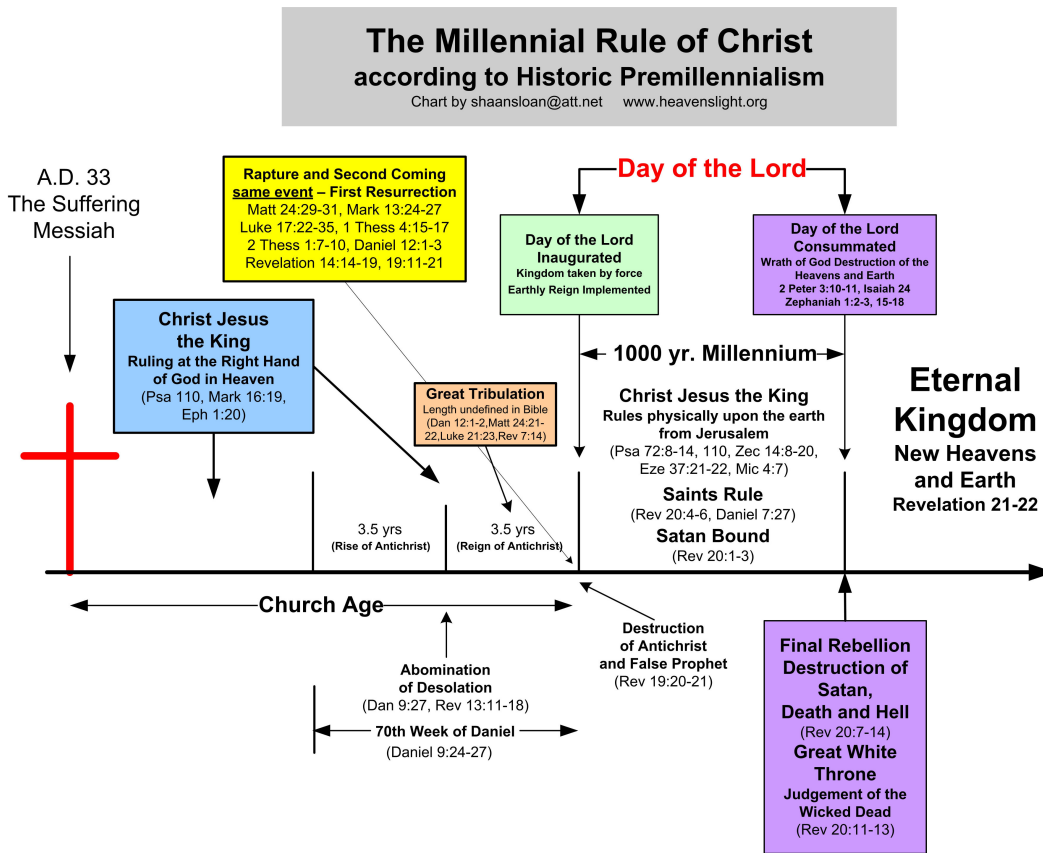 The Millennial Rule of Christ
according to Historic Premillennialism
Chart by shaansloan@att.net www.heavenslight.org
A.D. 33
The Suffering
Messiah
Rapture and Second Coming
same event – First Resurrection
Matt 24:29-31, Mark 13:24-27
Luke 17:22-35, 1 Thess 4:15-17
2 Thess 1:7-10, Daniel 12:1-3
Revelation 14:14-19, 19:11-21
Day of the Lord
Day of the Lord
Inaugurated
Kingdom taken by force
Earthly Reign Implemented
Day of the Lord
Consummated
Wrath of God Destruction of the
Heavens and Earth
2 Peter 3:10-11, Isaiah 24
Zephaniah 1:2-3, 15-18
Christ Jesus
the King
Ruling at the Right Hand
of God in Heaven
(Psa 110, Mark 16:19,
Eph 1:20)
Great Tribulation
Length undefined in Bible
(Dan 12:1-2,Matt 24:21-
22,Luke 21:23,Rev 7:14)
1000 yr. Millennium
Christ Jesus the King
Rules physically upon the earth
from Jerusalem
(Psa 72:8-14, 110, Zec 14:8-20,
Eze 37:21-22, Mic 4:7)
Saints Rule
(Rev 20:4-6, Daniel 7:27)
Satan Bound
(Rev 20:1-3)
Eternal
Kingdom
New Heavens
and Earth
Revelation 21-22
3.5 yrs
(Rise of Antichrist)
3.5 yrs
(Reign of Antichrist)
Church Age
Abomination
of Desolation
(Dan 9:27, Rev 13:11-18)
70th Week of Daniel
(Daniel 9:24-27)
Destruction
of Antichrist
and False Prophet
(Rev 19:20-21)
Final Rebellion
Destruction of
Satan,
Death and Hell
(Rev 20:7-14)
Great White
Throne
Judgement of the
Wicked Dead
(Rev 20:11-13)